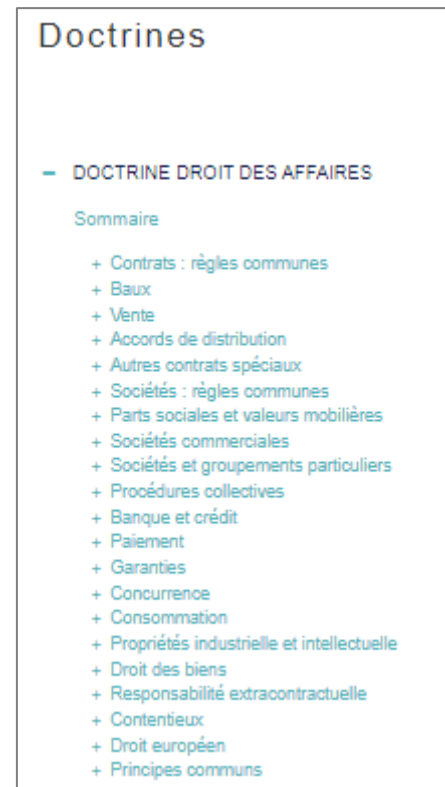 Doctrines
– DOCTRINE DROIT DES AFFAIRES
Sommaire
+ Contrats : règles communes
+ Baux
+ Vente
+ Accords de distribution
+ Autres contrats spéciaux
+ Sociétés : règles communes
+ Parts sociales et valeurs mobilières
+ Sociétés commerciales
+ Sociétés et groupements particuliers
+ Procédures collectives
+ Banque et crédit
+ Paiement
+ Garanties
+ Concurrence
+ Consommation
+ Propriétés industrielle et intellectuelle
+ Droit des biens
+ Responsabilité extracontractuelle
+ Contentieux
+ Droit européen
+ Principes communs